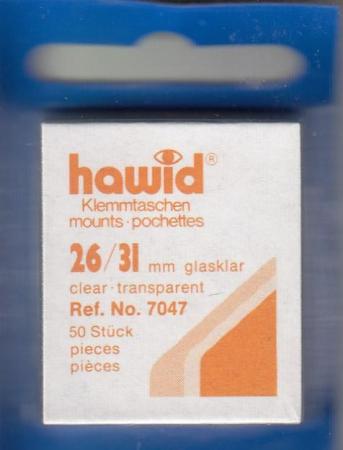 hawid®
Klemmtaschen
mounts·pochettes
26/31 mm glasklar
clear·transparent
Ref. No. 7047
50 Stück
pieces
pièces